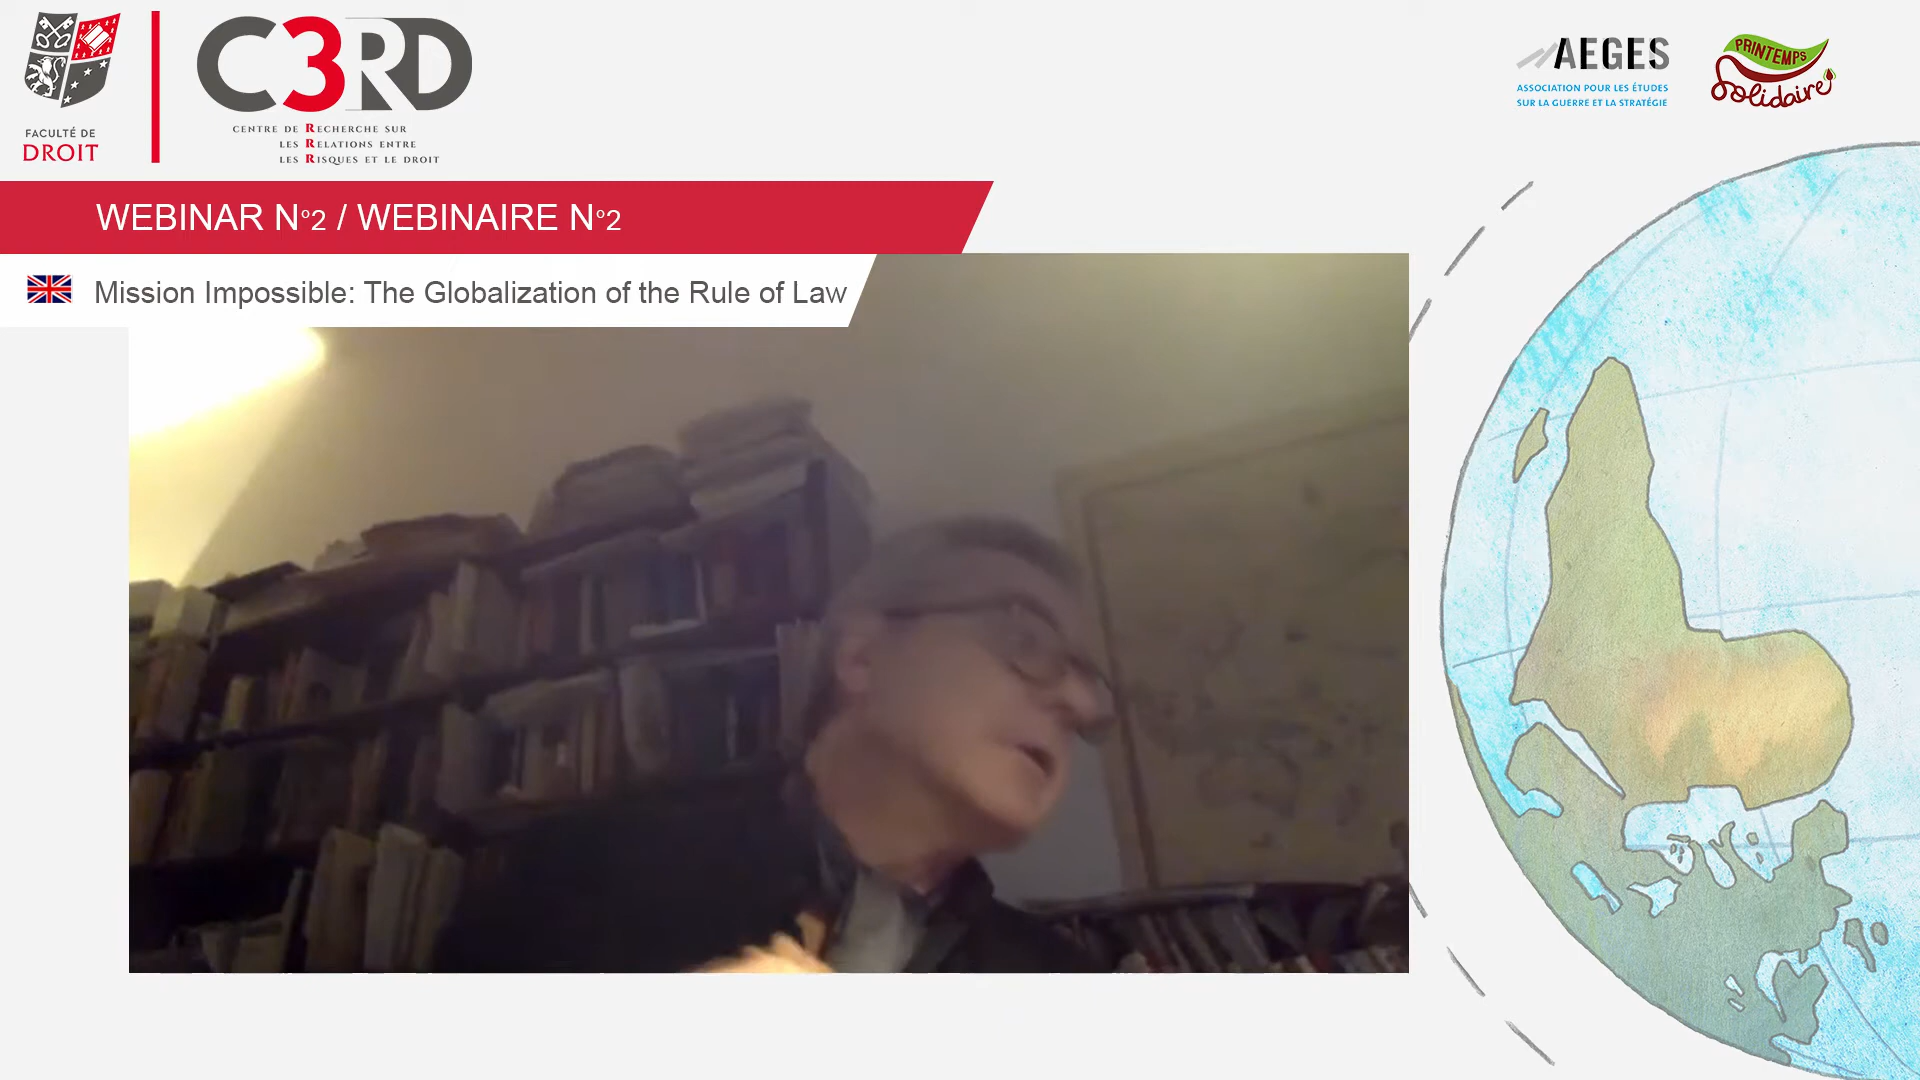 FACULTÉ DE
DROIT
C3RD
CENTRE DE RECHERCHE SUR
LES RELATIONS ENTRE
LES RISQUES ET LE DROIT
AEGES
ASSOCIATION POUR LES ÉTUDES
SUR LA GUERRE ET LA STRATÉGIE
PRINTEMPS
Solidaire
WEBINAR N°2 / WEBINAIRE N°2
Mission Impossible: The Globalization of the Rule of Law